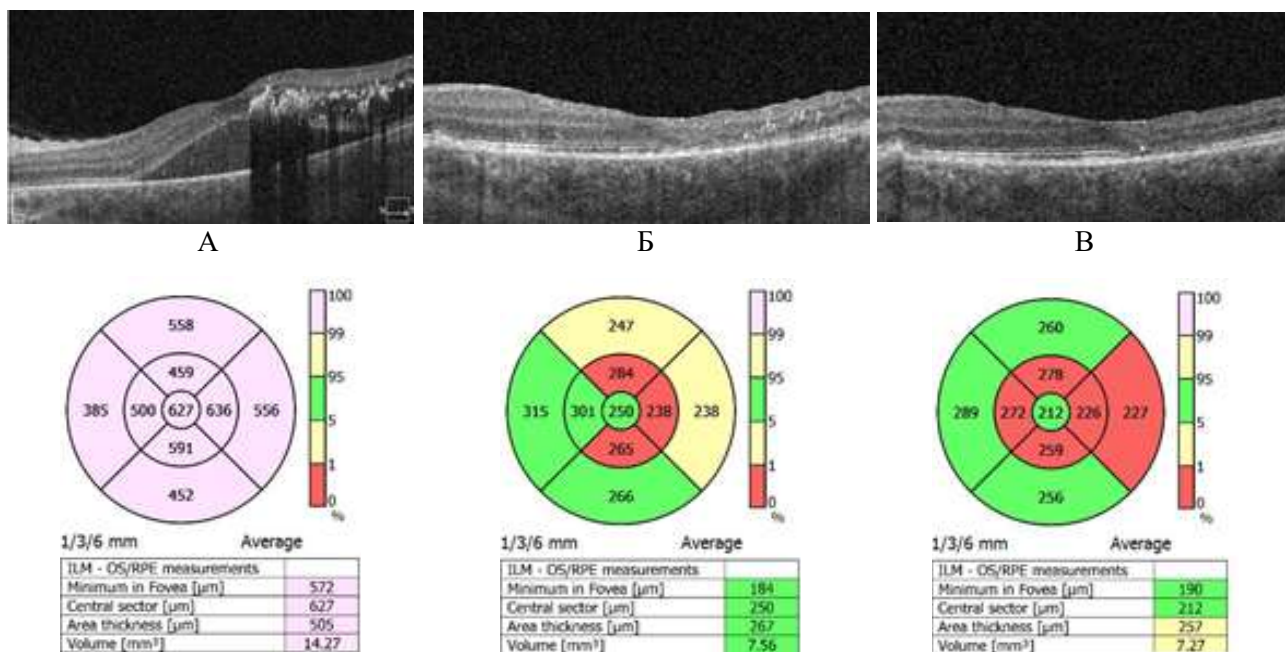 А Б В
558
459
385 500 627 636 556
591
452
100
99
95
5
1
0
%
1/3/6 mm Average
ILM - OS/RPE measurements
Minimum in Fovea [µm] 572
Central sector [µm] 627
Area thickness [µm] 505
Volume [mm³] 14.27
247
284
315 301 250 238 238
265
266
100
99
95
5
1
0
%
1/3/6 mm Average
ILM - OS/RPE measurements
Minimum in Fovea [µm] 184
Central sector [µm] 250
Area thickness [µm] 267
Volume [mm³] 7.56
260
278
289 272 212 226 227
259
256
100
99
95
5
1
0
%
1/3/6 mm Average
ILM - OS/RPE measurements
Minimum in Fovea [µm] 190
Central sector [µm] 212
Area thickness [µm] 257
Volume [mm³] 7.27